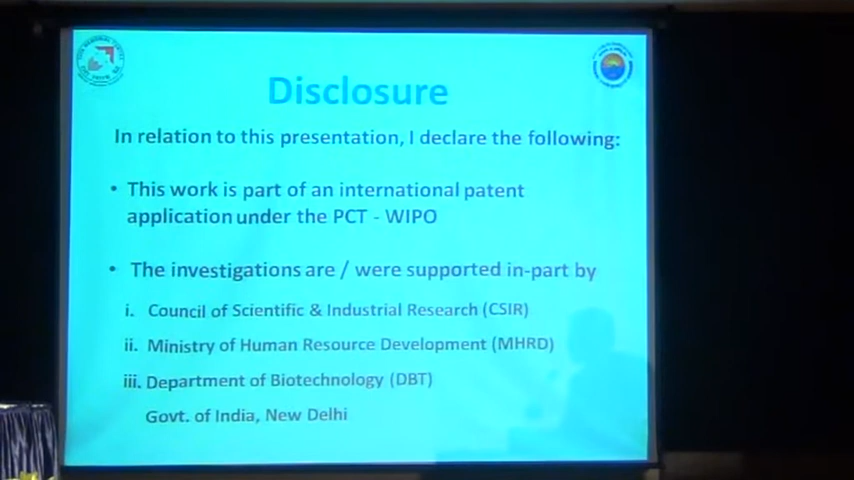 Disclosure
In relation to this presentation, I declare the following:
• This work is part of an international patent
application under the PCT - WIPO
• The investigations are / were supported in-part by
i. Council of Scientific & Industrial Research (CSIR)
ii. Ministry of Human Resource Development (MHRD)
iii. Department of Biotechnology (DBT)
Govt. of India, New Delhi